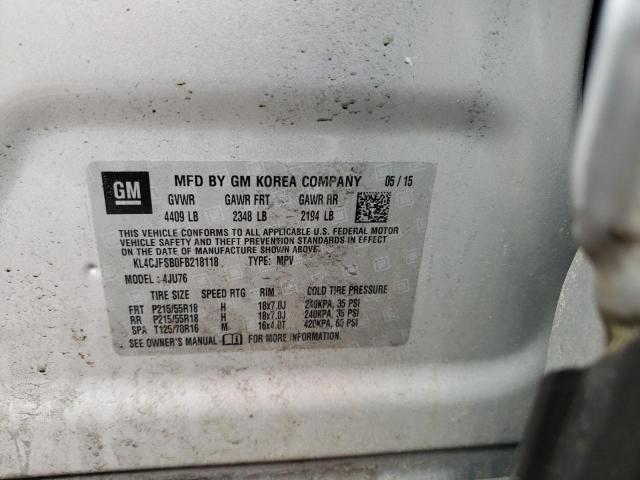 GM
MFD BY GM KOREA COMPANY 05 / 15
GVWR GAWR FRT GAWR RR
4409 LB 2348 LB 2194 LB
THIS VEHICLE CONFORMS TO ALL APPLICABLE U.S. FEDERAL MOTOR
VEHICLE SAFETY AND THEFT PREVENTION STANDARDS IN EFFECT ON
THE DATE OF MANUFACTURE SHOWN ABOVE.
KL4CJFSB0FB218118 TYPE: MPV
MODEL : 4JU76
TIRE SIZE SPEED RTG RIM COLD TIRE PRESSURE
FRT P215/55R18 H 18x7.0J 240KPA, 35 PSI
RR P215/55R18 H 18x7.0J 240KPA, 35 PSI
SPA T125/70R16 M 16x4.0T 420KPA, 60 PSI
SEE OWNER'S MANUAL FOR MORE INFORMATION.